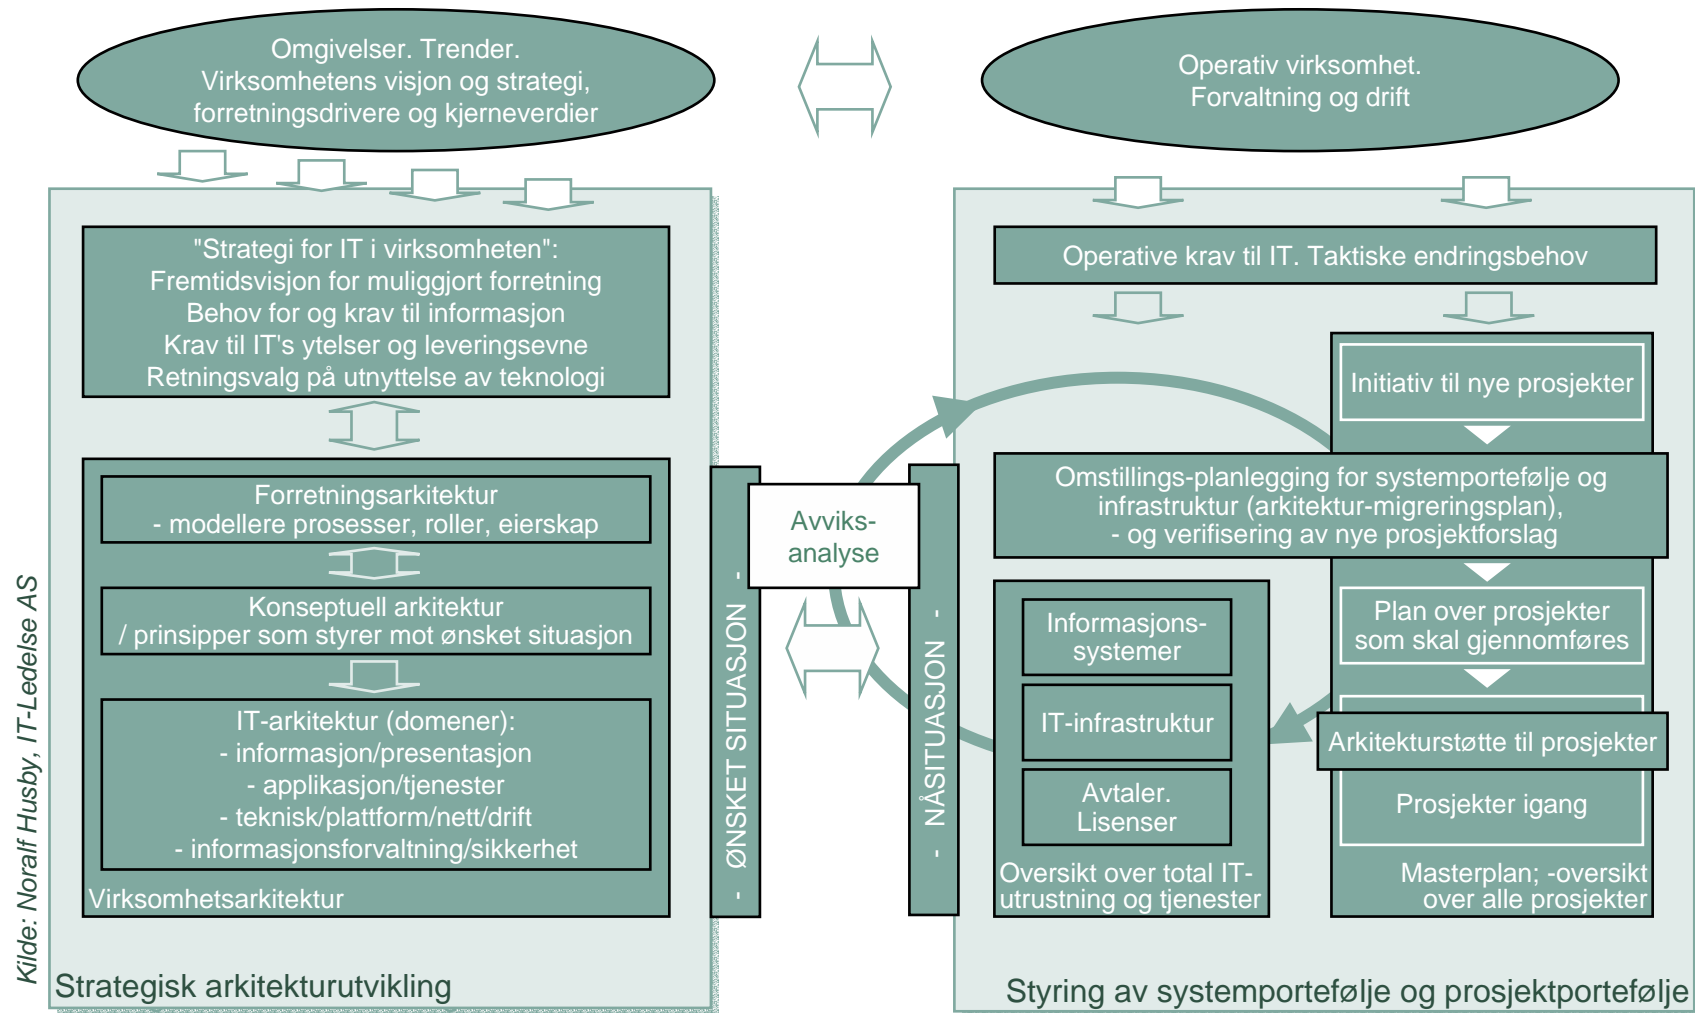 Omgivelser. Trender.
Virksomhetens visjon og strategi,
forretningsdrivere og kjerneverdier
Operativ virksomhet.
Forvaltning og drift
"Strategi for IT i virksomheten":
Fremtidsvisjon for muliggjort forretning
Behov for og krav til informasjon
Krav til IT's ytelser og leveringsevne
Retningsvalg på utnyttelse av teknologi
Forretningsarkitektur
- modellere prosesser, roller, eierskap
Konseptuell arkitektur
/ prinsipper som styrer mot ønsket situasjon
IT-arkitektur (domener):
- informasjon/presentasjon
- applikasjon/tjenester
- teknisk/plattform/nett/drift
- informasjonsforvaltning/sikkerhet
Virksomhetsarkitektur
Strategisk arkitekturutvikling
Kilde: Noralf Husby, IT-Ledelse AS
- ØNSKET SITUASJON -
Avviks-
analyse
- NÅSITUASJON -
Operative krav til IT. Taktiske endringsbehov
Initiativ til nye prosjekter
Omstillings-planlegging for systemportefølje og
infrastruktur (arkitektur-migreringsplan),
- og verifisering av nye prosjektforslag
Informasjons-
systemer
IT-infrastruktur
Avtaler.
Lisenser
Oversikt over total IT-
utrustning og tjenester
Plan over prosjekter
som skal gjennomføres
Arkitekturstøtte til prosjekter
Prosjekter igang
Masterplan; -oversikt
over alle prosjekter
Styring av systemportefølje og prosjektportefølje